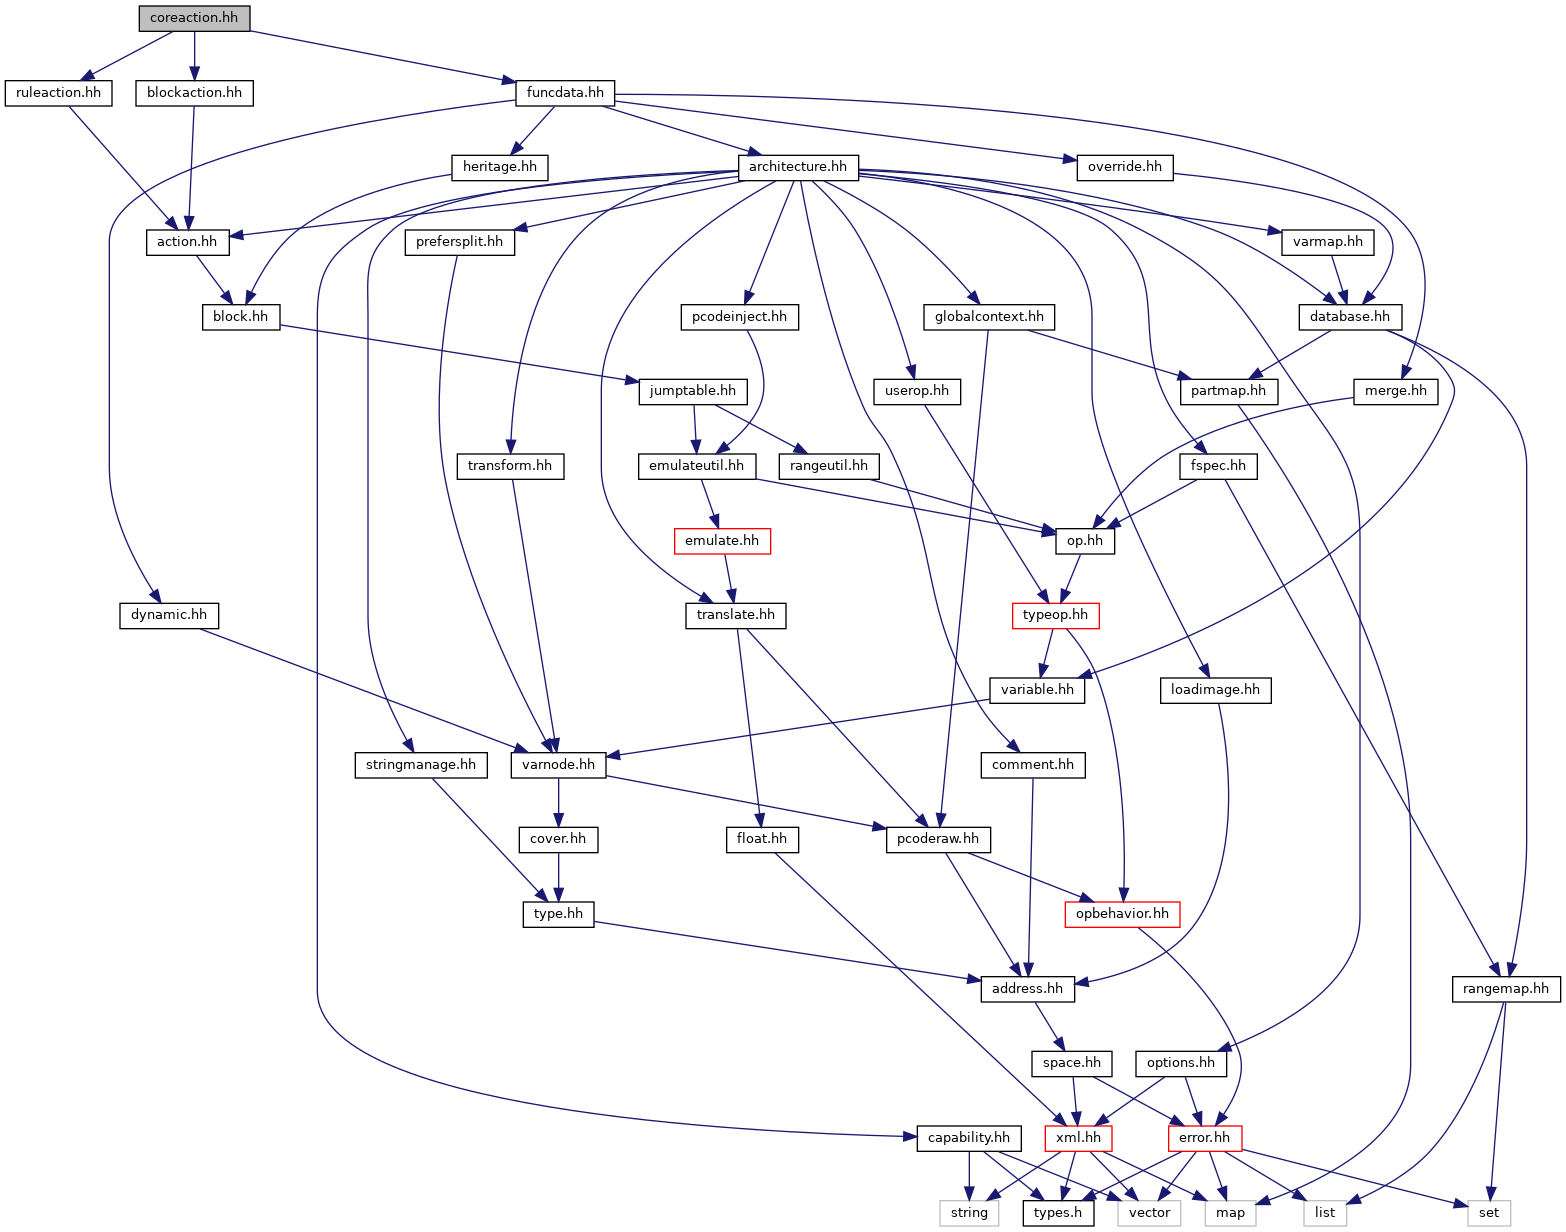 coreaction.hh
ruleaction.hh
blockaction.hh
funcdata.hh
heritage.hh
architecture.hh
override.hh
action.hh
prefersplit.hh
varmap.hh
block.hh
pcodeinject.hh
globalcontext.hh
database.hh
jumptable.hh
userop.hh
partmap.hh
merge.hh
transform.hh
emulateutil.hh
rangeutil.hh
fspec.hh
emulate.hh
op.hh
dynamic.hh
translate.hh
typeop.hh
variable.hh
loadimage.hh
stringmanage.hh
varnode.hh
comment.hh
cover.hh
float.hh
pcoderaw.hh
type.hh
opbehavior.hh
address.hh
rangemap.hh
space.hh
options.hh
capability.hh
xml.hh
error.hh
string
types.h
vector
map
list
set